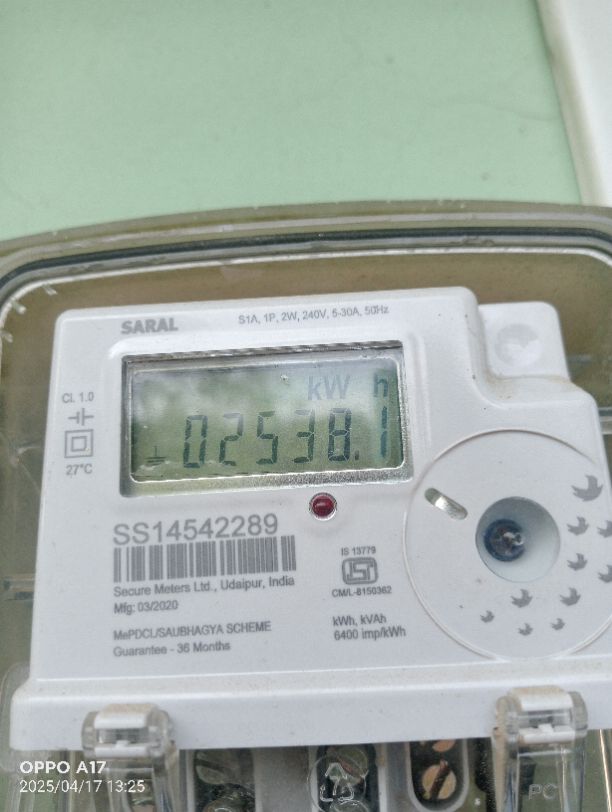 SARAL
S1A, 1P, 2W, 240V, 5-30A, 50Hz
Cl. 1.0
27°C
kW h
02538.1
SS14542289
Secure Meters Ltd., Udaipur, India
Mfg: 03/2020
MePDCL/SAUBHAGYA SCHEME
Guarantee - 36 Months
IS 13779
CM/L-8150362
kWh, kVAh
6400 imp/kWh
PC
OPPO A17
2025/04/17 13:25